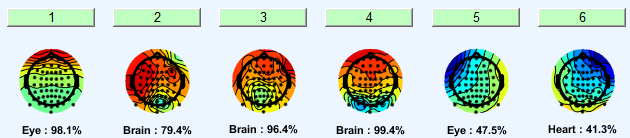 1 2 3 4 5 6
Eye : 98.1% Brain : 79.4% Brain : 96.4% Brain : 99.4% Eye : 47.5% Heart : 41.3%